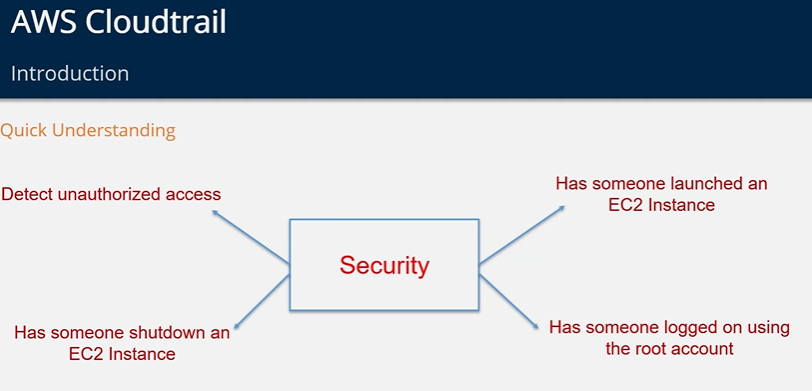 AWS Cloudtrail
Introduction
Quick Understanding
Detect unauthorized access
Has someone launched an
EC2 Instance
Security
Has someone shutdown an
EC2 Instance
Has someone logged on using
the root account